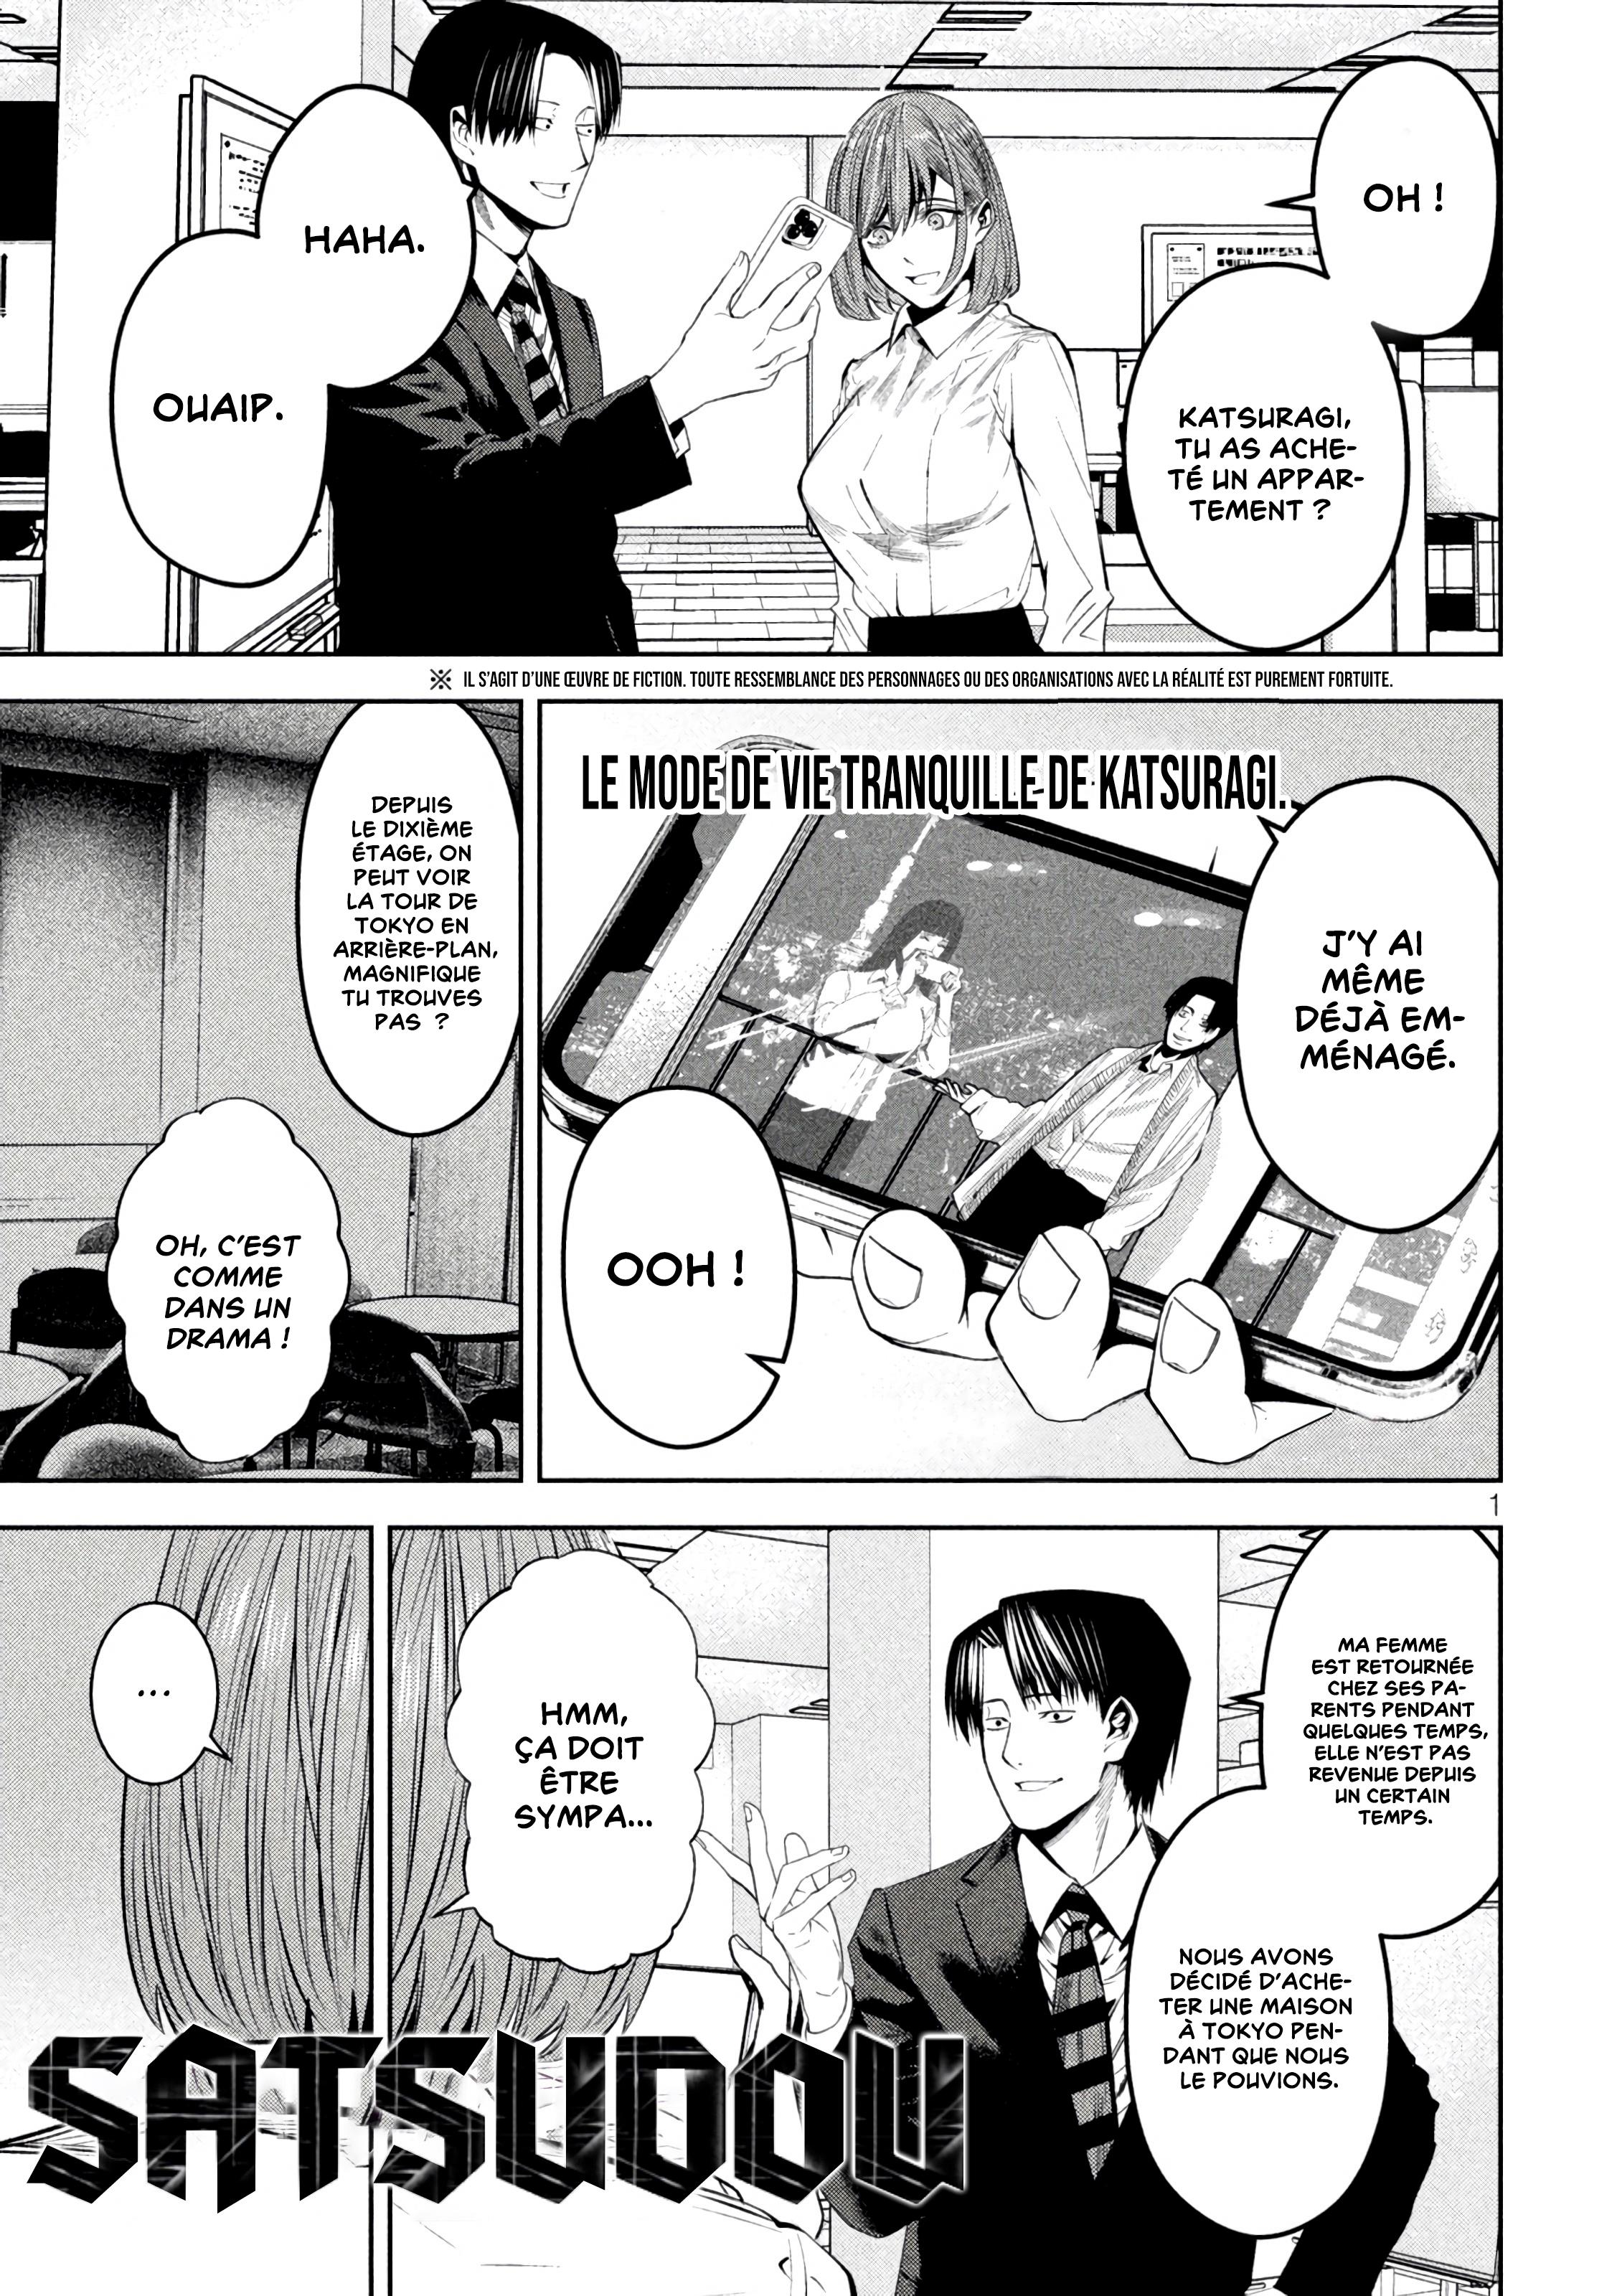 OH !
KATSURAGI,
TU AS ACHE-
TÉ UN APPAR-
TEMENT ?
HAHA.
OUAIP.
※ IL S'AGIT D'UNE ŒUVRE DE FICTION. TOUTE RESSEMBLANCE DES PERSONNAGES OU DES ORGANISATIONS AVEC LA RÉALITÉ EST PUREMENT FORTUITE.
LE MODE DE VIE TRANQUILLE DE KATSURAGI.
J'Y AI
MÊME
DÉJÀ EM-
MÉNAGÉ.
OOH !
DEPUIS
LE DIXIÈME
ÉTAGE, ON
PEUT VOIR
LA TOUR DE
TOKYO EN
ARRIÈRE-PLAN,
MAGNIFIQUE
TU TROUVES
PAS ?
OH, C'EST
COMME
DANS UN
DRAMA !
1
MA FEMME
EST RETOURNÉE
CHEZ SES PA-
RENTS PENDANT
QUELQUES TEMPS,
ELLE N'EST PAS
REVENUE DEPUIS
UN CERTAIN
TEMPS.
NOUS AVONS
DÉCIDÉ D'ACHE-
TER UNE MAISON
À TOKYO PEN-
DANT QUE NOUS
LE POUVIONS.
HMM,
ÇA DOIT
ÊTRE
SYMPA...
...
SATSUDOU